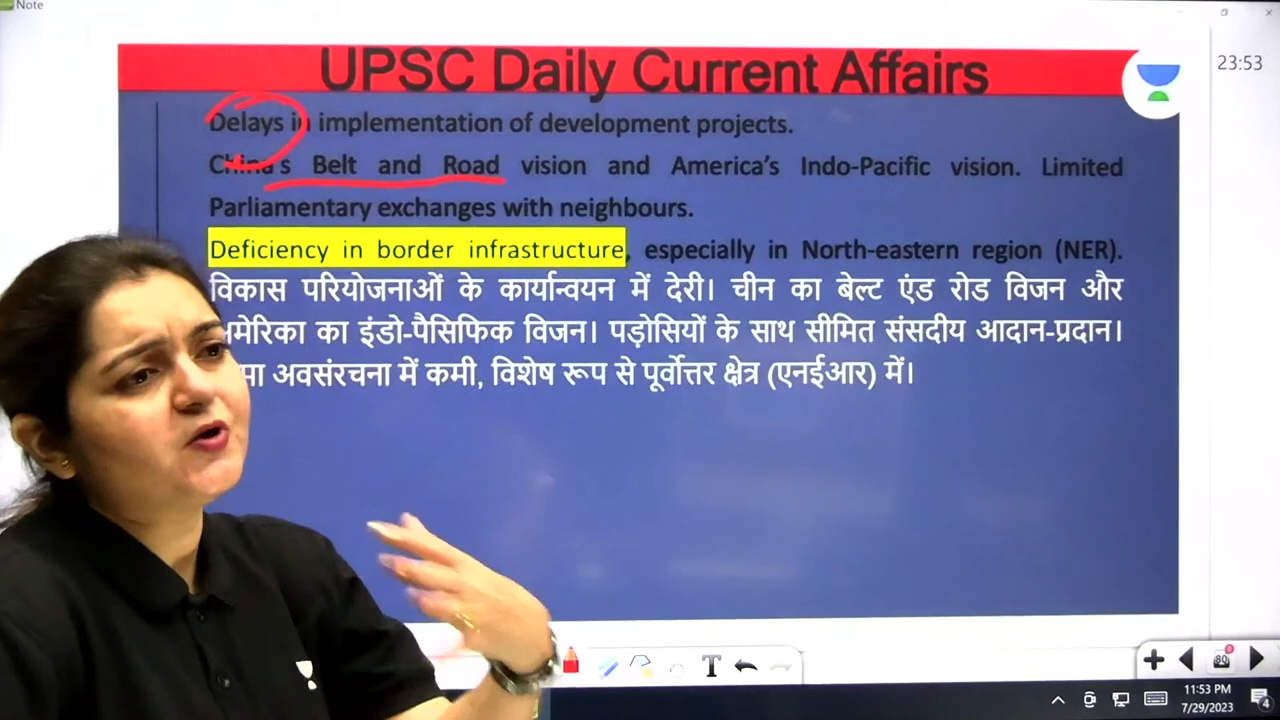 Note
UPSC Daily Current Affairs
23:53
Delays in implementation of development projects.
China's Belt and Road vision and America's Indo-Pacific vision. Limited
Parliamentary exchanges with neighbours.
Deficiency in border infrastructure, especially in North-eastern region (NER).
विकास परियोजनाओं के कार्यान्वयन में देरी। चीन का बेल्ट एंड रोड विजन और
का इंडो-पैसिफिक विजन। पड़ोसियों के साथ सीमित संसदीय आदान-प्रदान।
अवसंरचना में कमी, विशेष रूप से पूर्वोत्तर क्षेत्र (एनईआर) में।
T
80
11:53 PM
7/29/2023
4